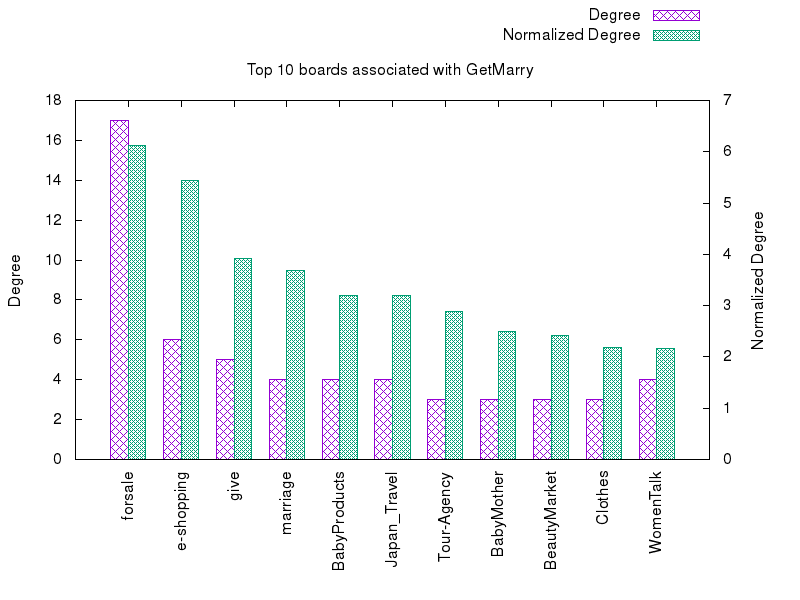 Degree
Normalized Degree
Top 10 boards associated with GetMarry
18
16
14
12
10
8
6
4
2
0
Degree
7
6
5
4
3
2
1
0
Normalized Degree
forsale
e-shopping
give
marriage
BabyProducts
Japan_Travel
Tour-Agency
BabyMother
BeautyMarket
Clothes
WomenTalk